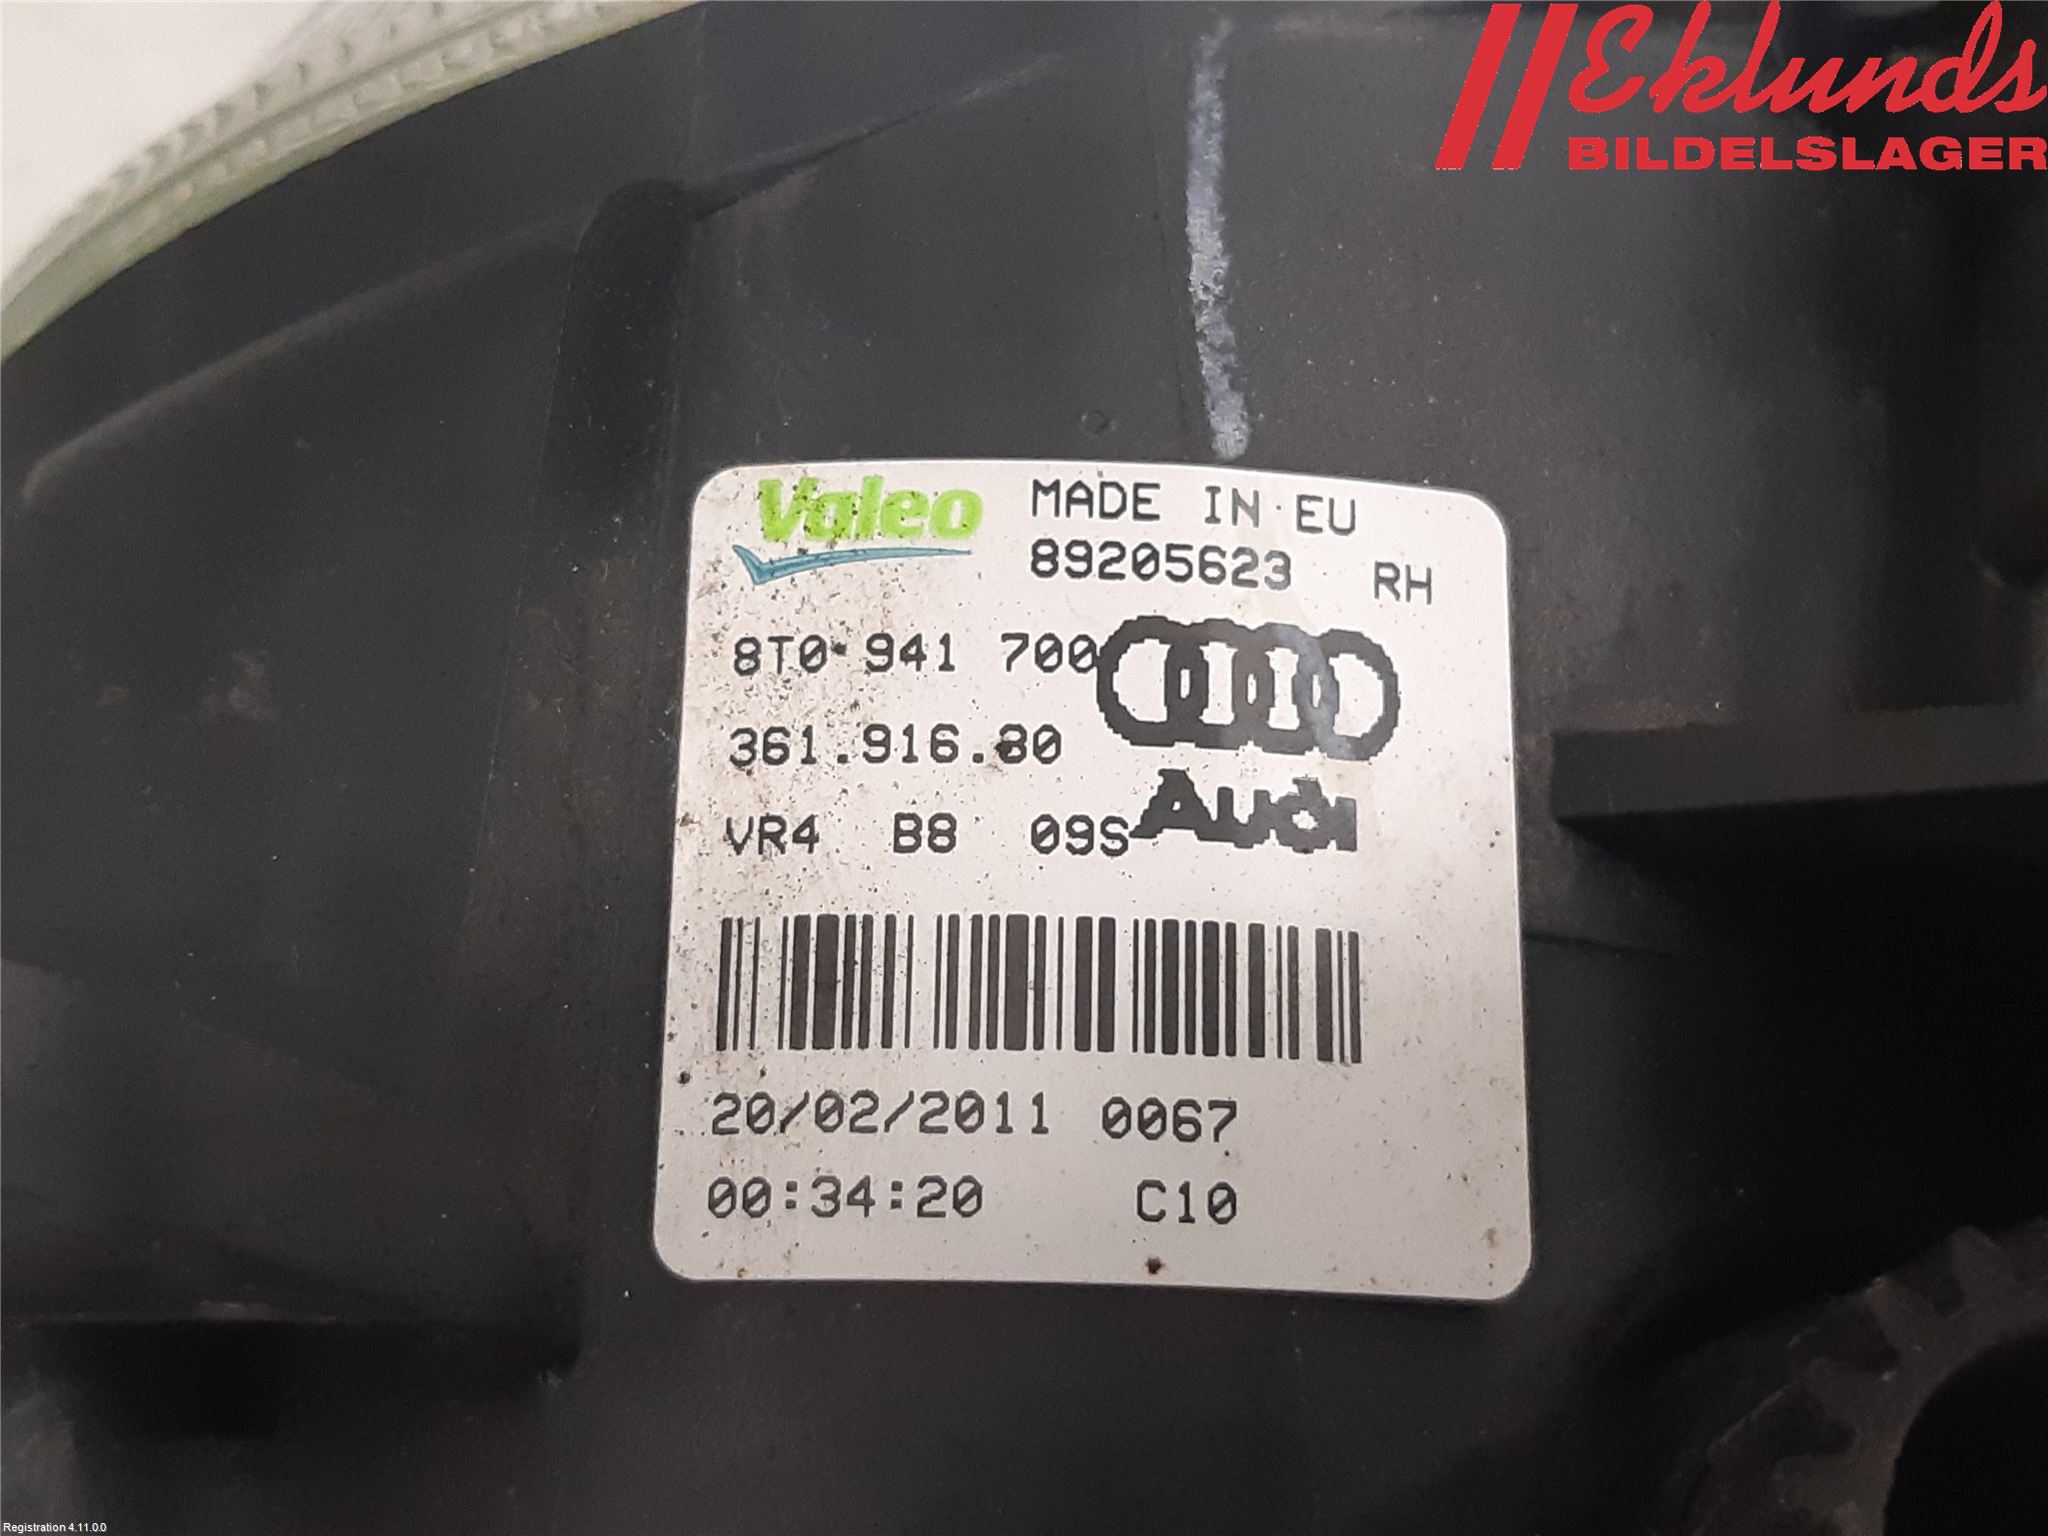 Eklunds
BILDELSLAGER
Valeo MADE IN EU
89205623 RH
8T0 941 700
361.916.80
Audi
VR4 B8 09S
20/02/2011 0067
00:34:20 C10
Registration 4.11.0.0